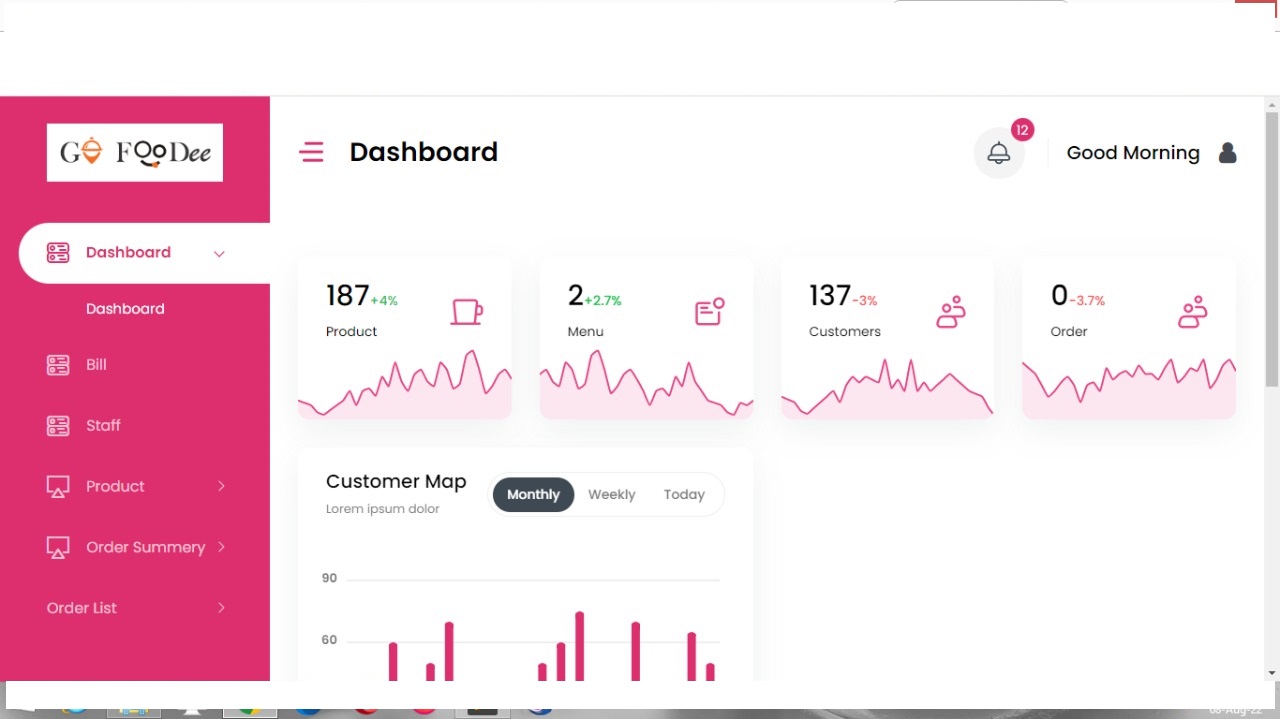 Go FooDee
Dashboard
12
Good Morning
Dashboard
Dashboard
Bill
Staff
Product
Order Summery
Order List
187+4%
Product
2+2.7%
Menu
137-3%
Customers
0-3.7%
Order
Customer Map
Lorem ipsum dolor
Monthly
Weekly
Today
90
60